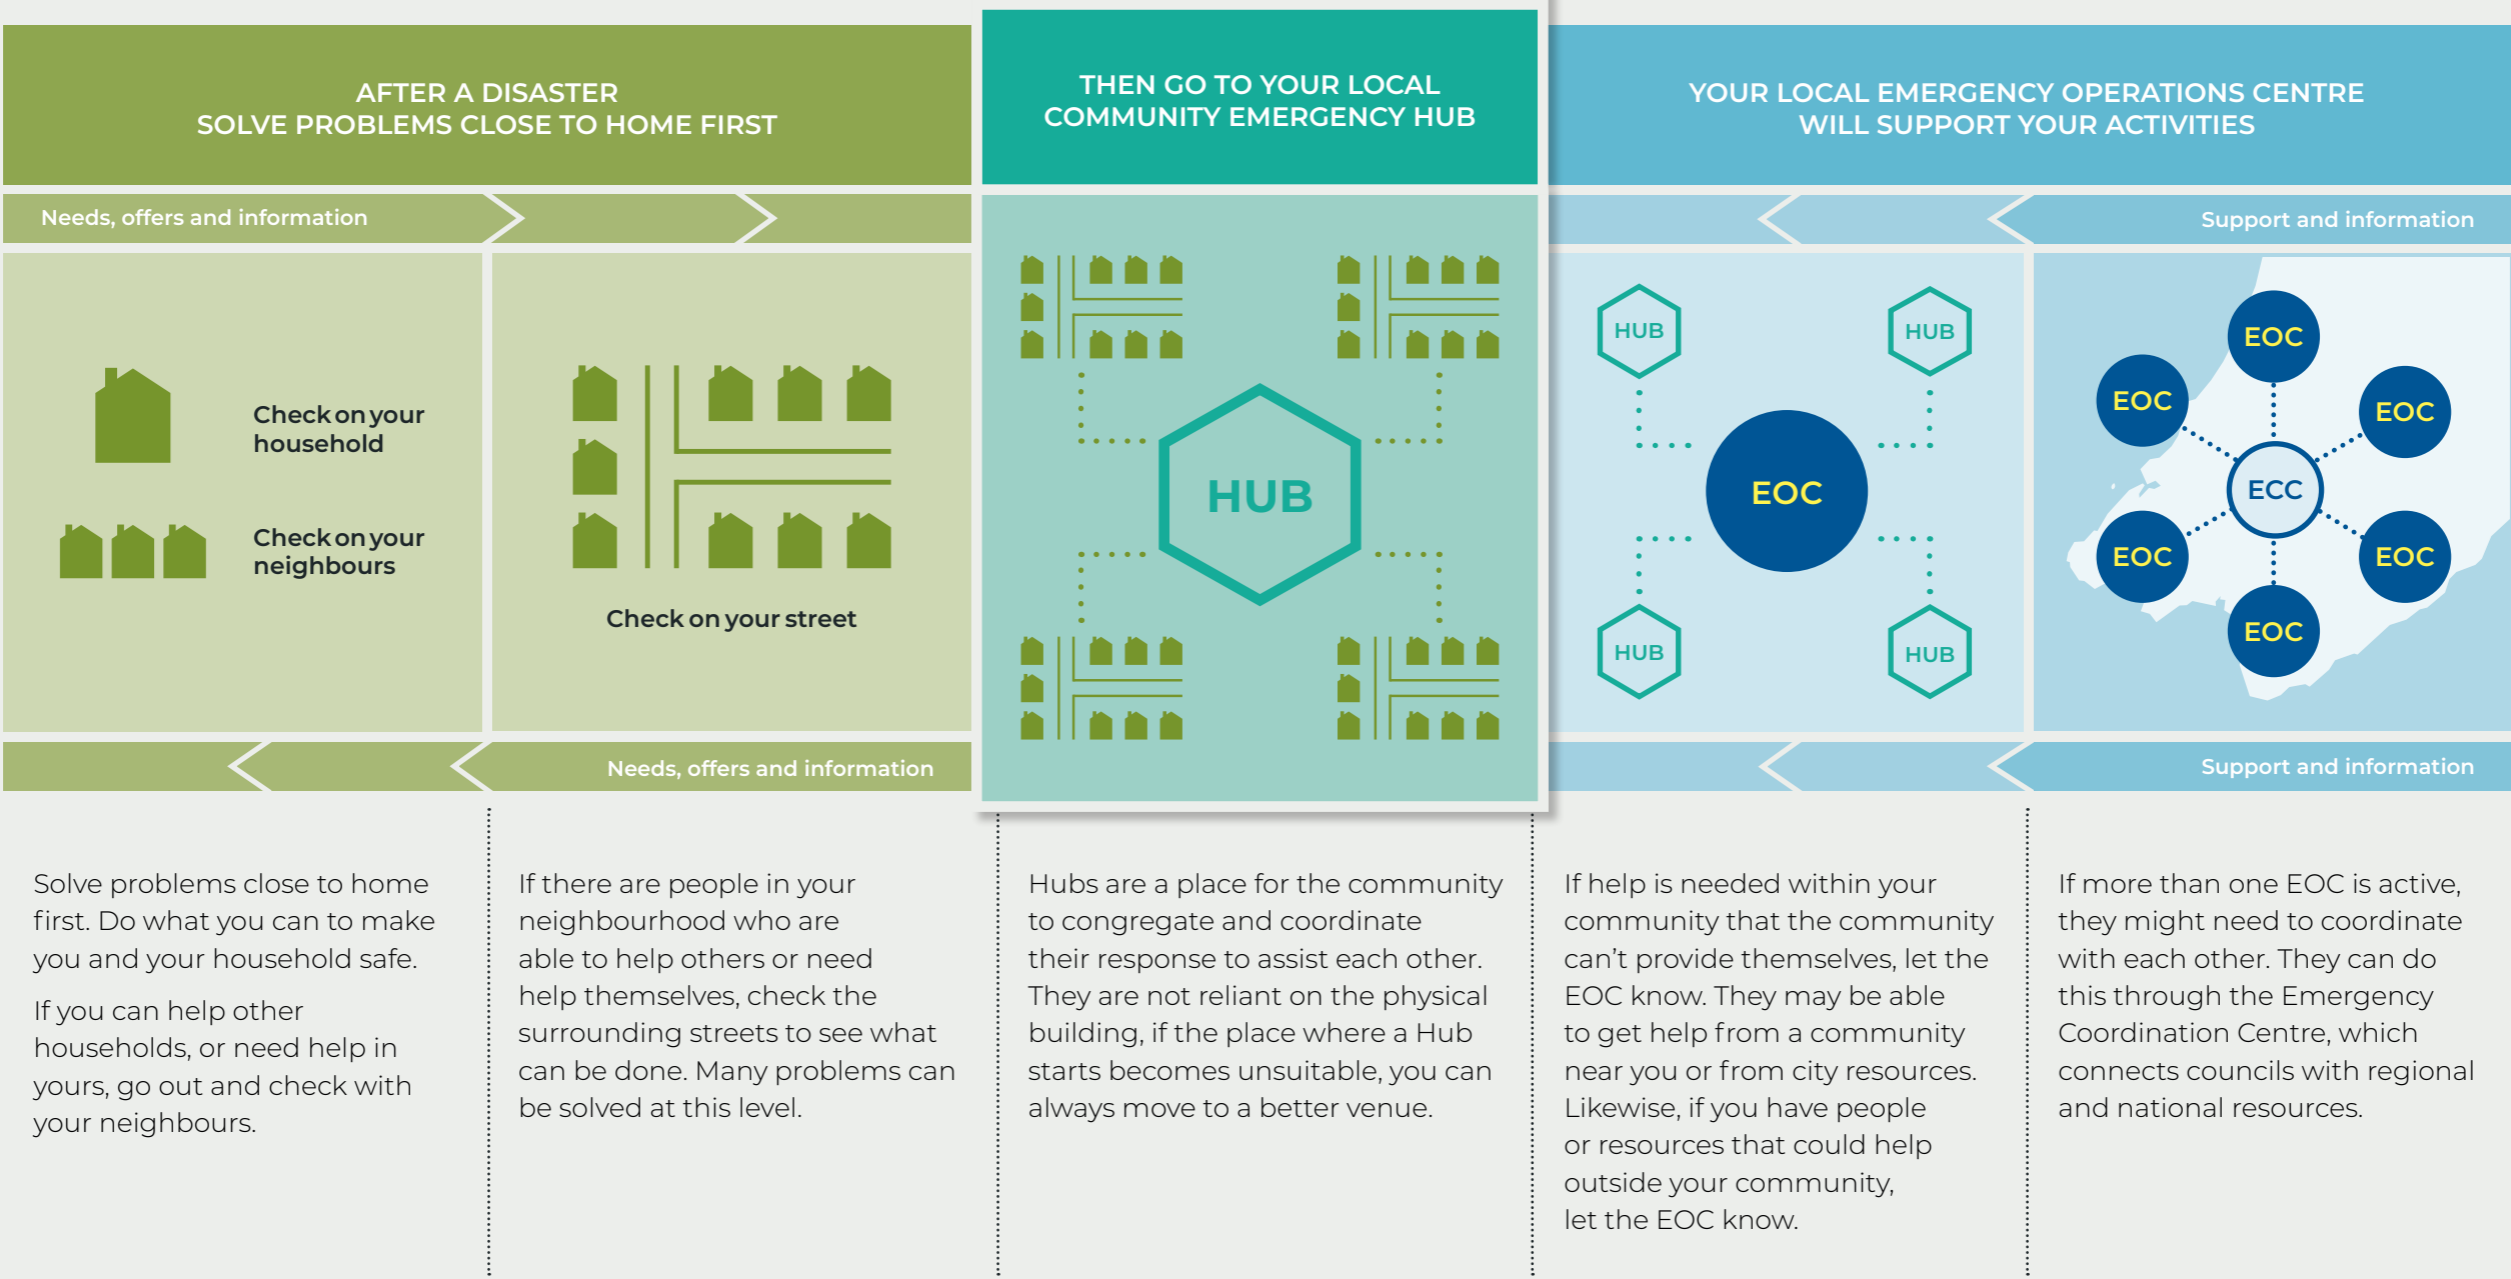 AFTER A DISASTER
SOLVE PROBLEMS CLOSE TO HOME FIRST
THEN GO TO YOUR LOCAL
COMMUNITY EMERGENCY HUB
YOUR LOCAL EMERGENCY OPERATIONS CENTRE
WILL SUPPORT YOUR ACTIVITIES
Needs, offers and information
Support and information
Check on your
household
Check on your
neighbours
Check on your street
HUB
HUB
HUB
EOC
HUB
HUB
EOC
EOC
EOC
ECC
EOC
EOC
EOC
Needs, offers and information
Support and information
Solve problems close to home
first. Do what you can to make
you and your household safe.
If you can help other
households, or need help in
yours, go out and check with
your neighbours.
If there are people in your
neighbourhood who are
able to help others or need
help themselves, check the
surrounding streets to see what
can be done. Many problems can
be solved at this level.
Hubs are a place for the community
to congregate and coordinate
their response to assist each other.
They are not reliant on the physical
building, if the place where a Hub
starts becomes unsuitable, you can
always move to a better venue.
If help is needed within your
community that the community
can't provide themselves, let the
EOC know. They may be able
to get help from a community
near you or from city resources.
Likewise, if you have people
or resources that could help
outside your community,
let the EOC know.
If more than one EOC is active,
they might need to coordinate
with each other. They can do
this through the Emergency
Coordination Centre, which
connects councils with regional
and national resources.